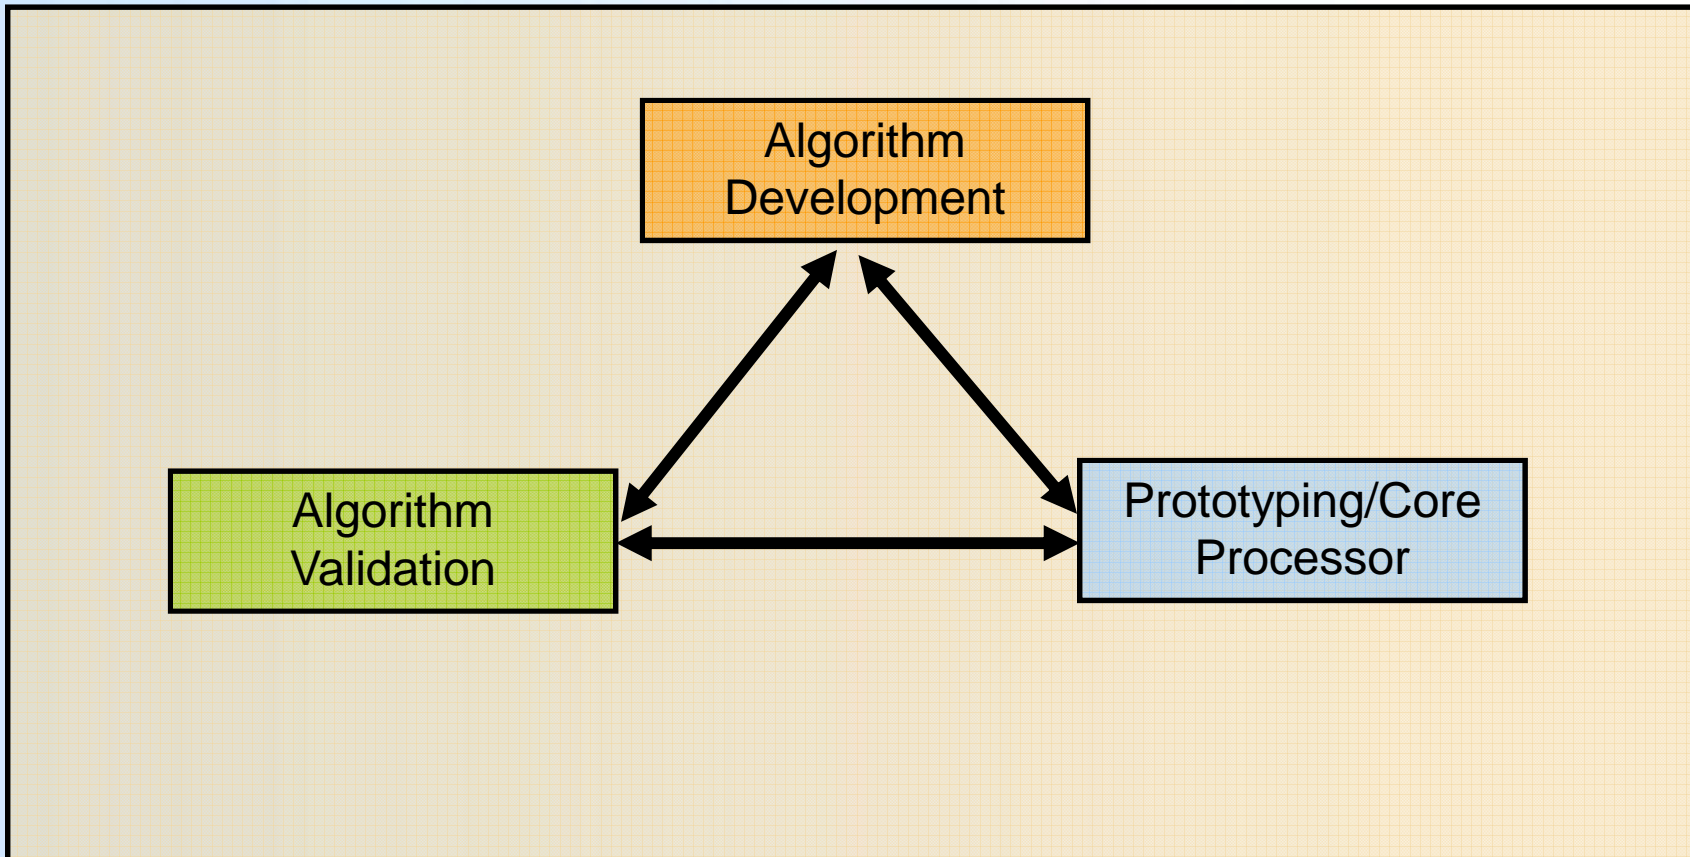 Algorithm
Development
Algorithm
Validation
Prototyping/Core
Processor